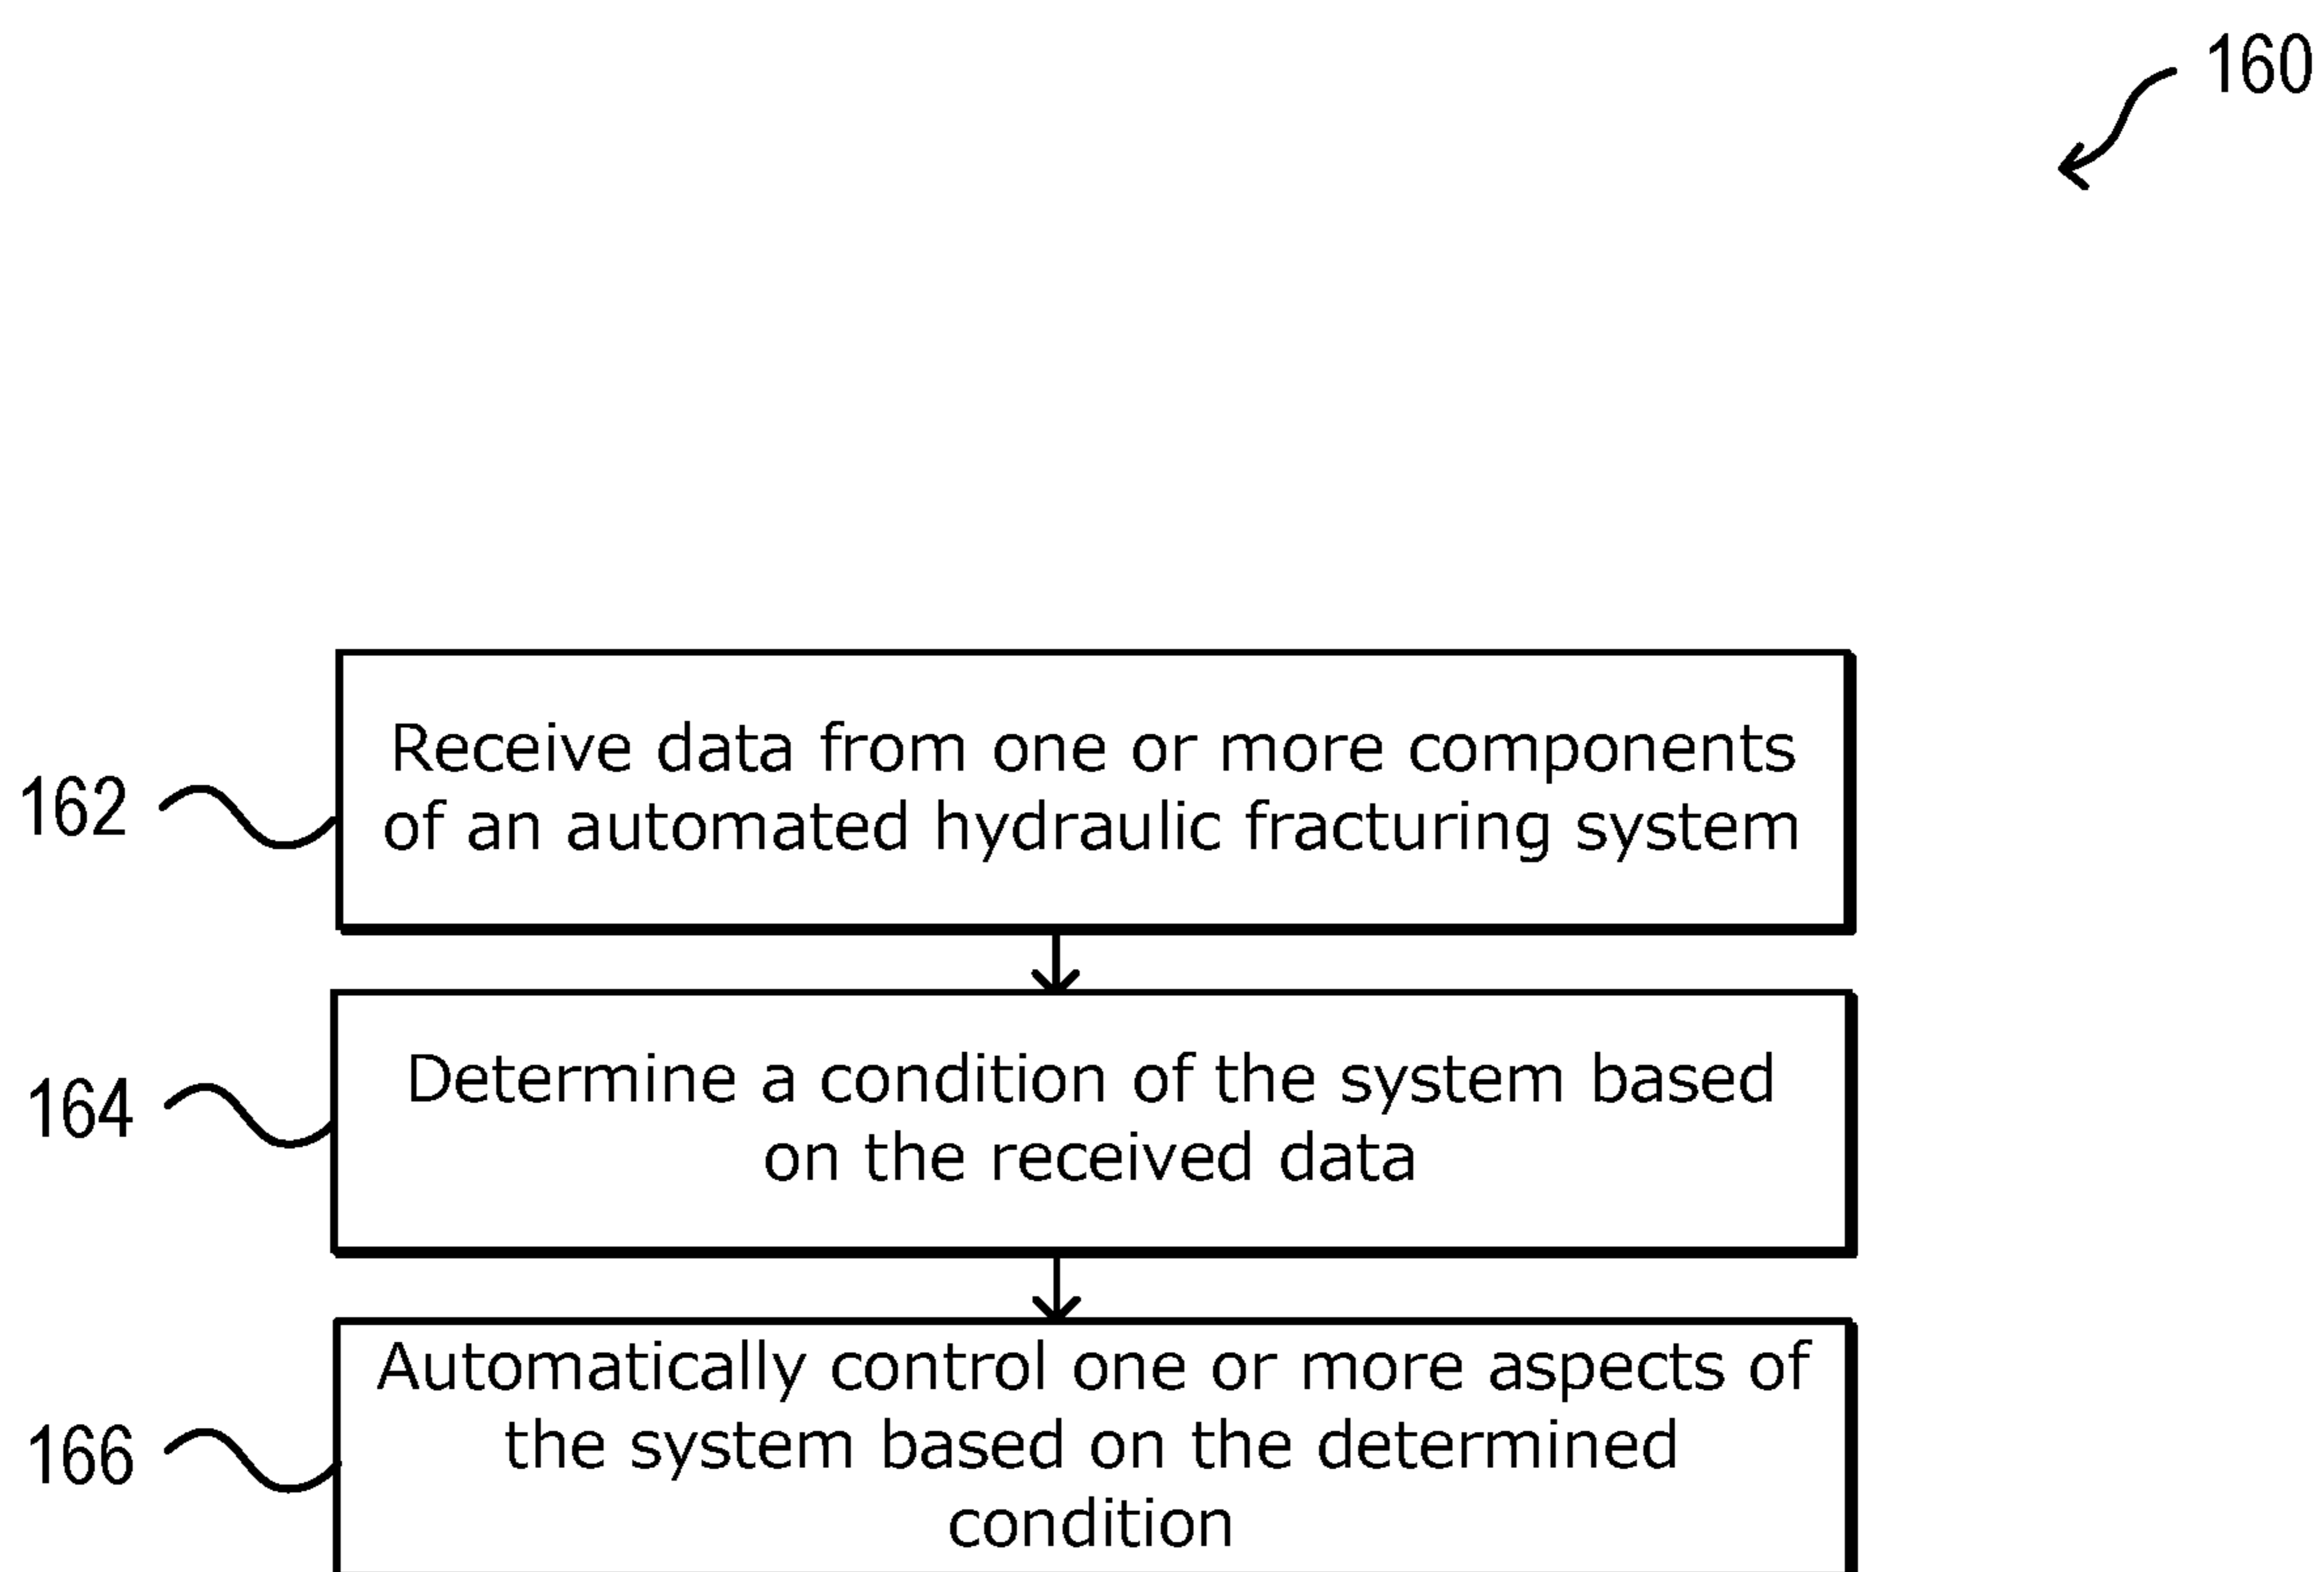 160
162
Receive data from one or more components
of an automated hydraulic fracturing system
164
Determine a condition of the system based
on the received data
166
Automatically control one or more aspects of
the system based on the determined
condition